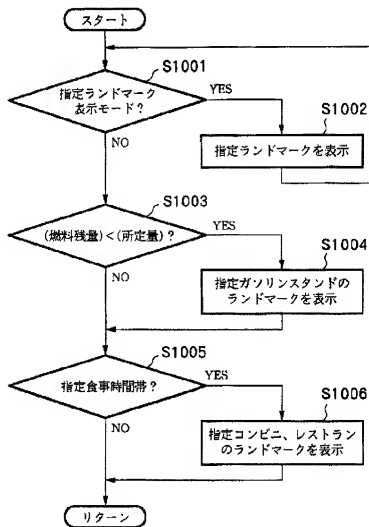 スタート
S1001
指定ランドマーク
表示モード?
YES
NO
S1002
指定ランドマークを表示
S1003
(燃料残量)<(所定量)?
YES
NO
S1004
指定ガソリンスタンドの
ランドマークを表示
S1005
指定食事時間帯?
YES
NO
S1006
指定コンビニ、レストラン
のランドマークを表示
リターン